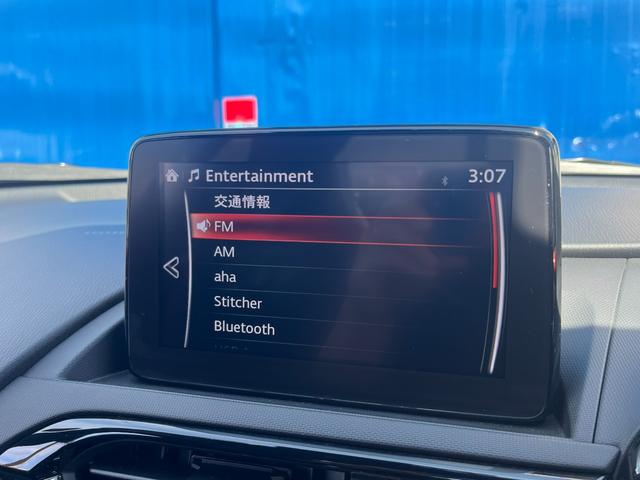 Entertainment 3:07
交通情報
FM
AM
aha
Stitcher
Bluetooth